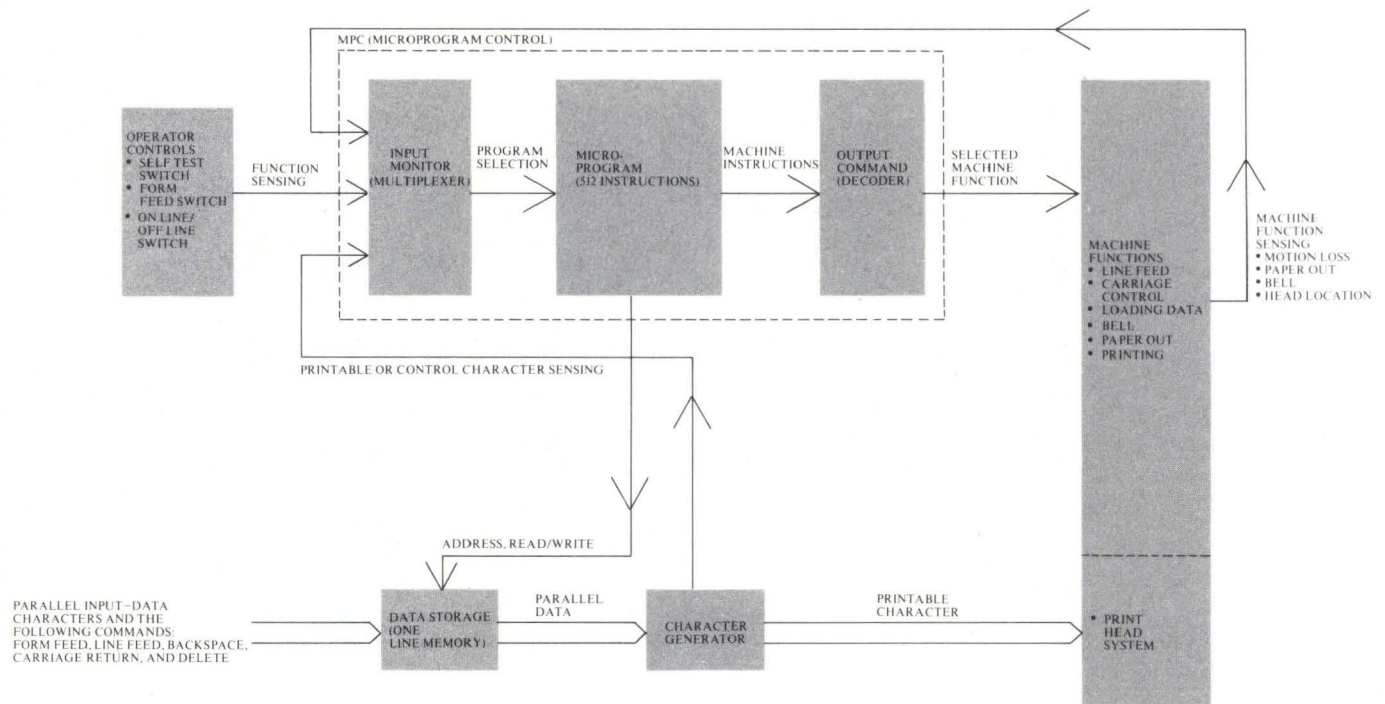 MPC (MICROPROGRAM CONTROL)
OPERATOR
CONTROLS
• SELF TEST
SWITCH
• FORM
FEED SWITCH
• ON LINE/
OFF LINE
SWITCH
FUNCTION
SENSING
INPUT
MONITOR
(MULTIPLEXER)
PROGRAM
SELECTION
MICRO-
PROGRAM
(512 INSTRUCTIONS)
MACHINE
INSTRUCTIONS
OUTPUT
COMMAND
(DECODER)
SELECTED
MACHINE
FUNCTION
MACHINE
FUNCTIONS
• LINE FEED
• CARRIAGE
CONTROL
• LOADING DATA
• BELL
• PAPER OUT
• PRINTING
MACHINE
FUNCTION
SENSING
• MOTION LOSS
• PAPER OUT
• BELL
• HEAD LOCATION
PRINTABLE OR CONTROL CHARACTER SENSING
ADDRESS, READ/WRITE
PARALLEL INPUT-DATA
CHARACTERS AND THE
FOLLOWING COMMANDS:
FORM FEED, LINE FEED, BACKSPACE,
CARRIAGE RETURN, AND DELETE
DATA STORAGE
(ONE
LINE MEMORY)
PARALLEL
DATA
CHARACTER
GENERATOR
PRINTABLE
CHARACTER
• PRINT
HEAD
SYSTEM